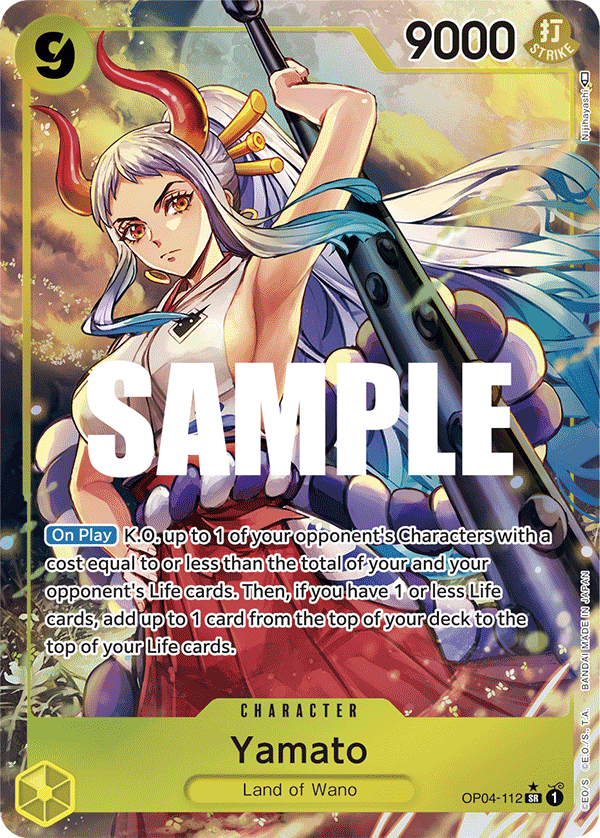 9
9000
打
STRIKE
Nijihayashi
SAMPLE
On Play K.O. up to 1 of your opponent's Characters with a
cost equal to or less than the total of your and your
opponent's Life cards. Then, if you have 1 or less Life
cards, add up to 1 card from the top of your deck to the
top of your Life cards.
CHARACTER
Yamato
Land of Wano
OP04-112 ★ SR 1
©E.O/S ©E.O./S.,T.A. BANDAI MADE IN JAPAN